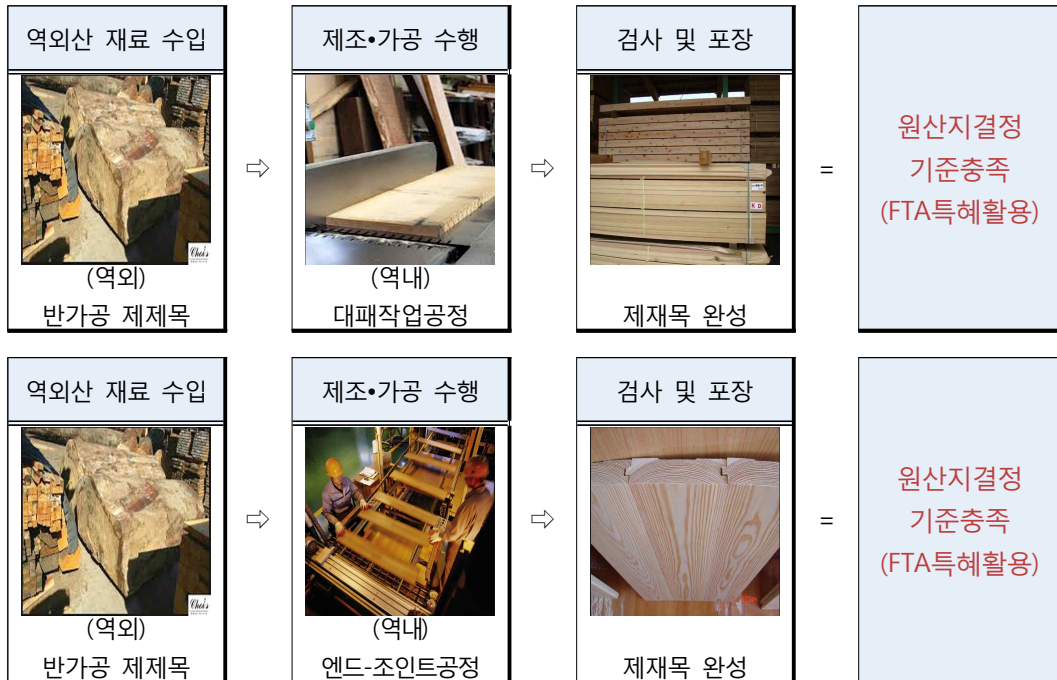 역외산 재료 수입
제조•가공 수행
검사 및 포장
(역외)
반가공 제제목
⇨
(역내)
대패작업공정
⇨
제재목 완성
=
원산지결정
기준충족
(FTA특혜활용)
역외산 재료 수입
제조•가공 수행
검사 및 포장
(역외)
반가공 제제목
⇨
(역내)
엔드-조인트공정
⇨
제재목 완성
=
원산지결정
기준충족
(FTA특혜활용)